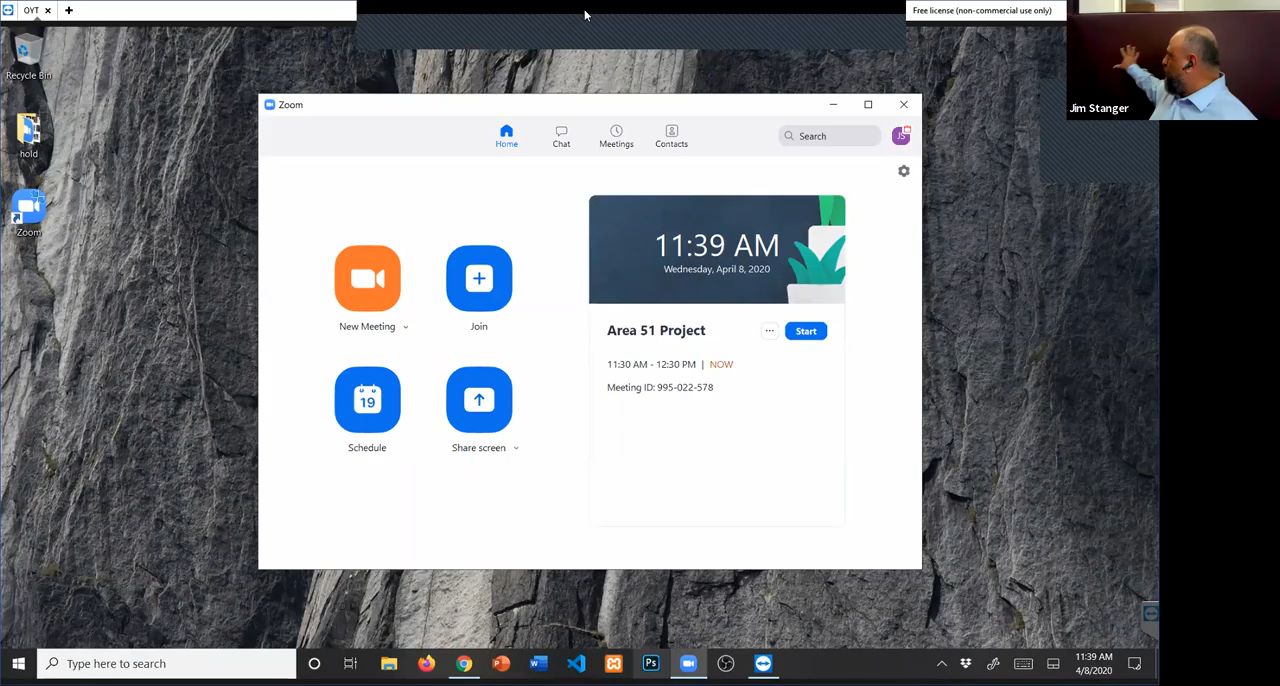 OYT
Free license (non-commercial use only)
Recycle Bin
Jim Stanger
Zoom
Home
Chat
Meetings
Contacts
Search
JS
hold
Zoom
11:39 AM
Wednesday, April 8, 2020
New Meeting
Join
Area 51 Project
Start
11:30 AM - 12:30 PM | NOW
Meeting ID: 995-022-578
19
Schedule
Share screen
Type here to search
Ps
11:39 AM
4/8/2020